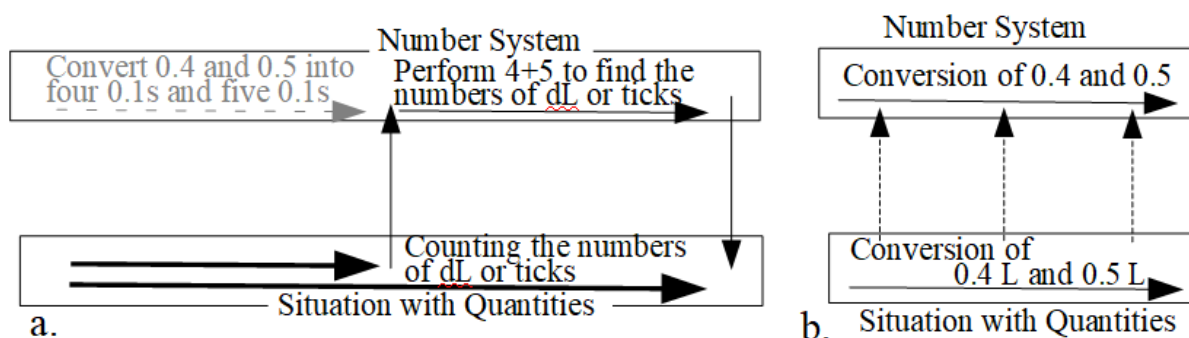 Number System
Convert 0.4 and 0.5 into
four 0.1s and five 0.1s
Perform 4+5 to find the
numbers of dL or ticks
Counting the numbers
of dL or ticks
Situation with Quantities
a.
Number System
Conversion of 0.4 and 0.5
Conversion of
0.4 L and 0.5 L
Situation with Quantities
b.